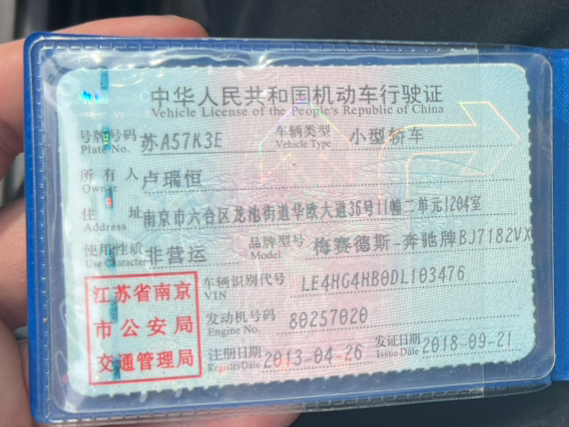 中华人民共和国机动车行驶证
Vehicle License of the People's Republic of China
号牌号码 苏A57K3E 车辆类型 小型轿车
Plate No. Vehicle Type
所有人 卢瑞恒
Owner
住址 南京市六合区龙池街道华欧大道36号11幢二单元1204室
Address
使用性质 非营运 品牌型号 梅赛德斯-奔驰牌BJ7182VX
Use Character
江苏省南京 车辆识别代号 LE4HG4HB0DL103476
VIN
市公安局 发动机号码 80257020
Engine No.
交通管理局 注册日期 2013-04-26 发证日期 2018-09-21
Register Date Issue Date